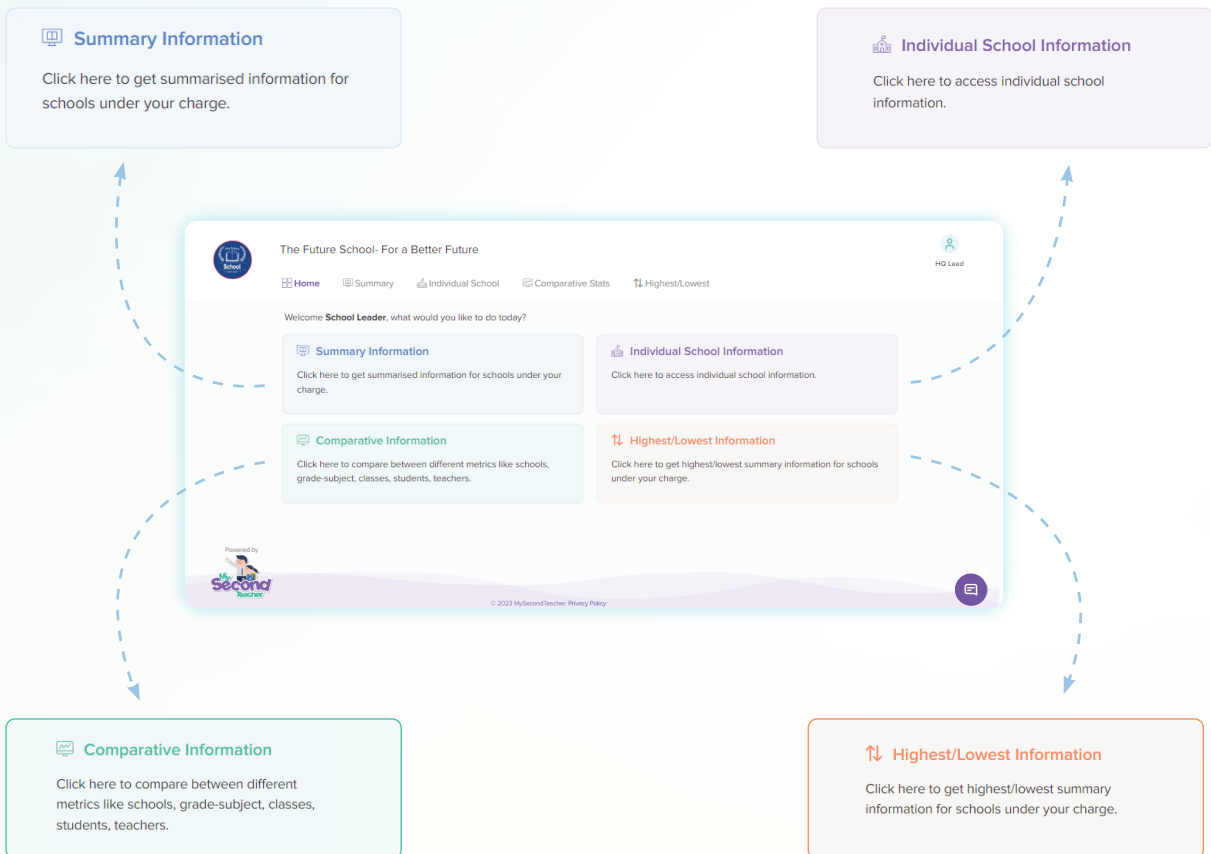 Summary Information
Click here to get summarised information for
schools under your charge.
Individual School Information
Click here to access individual school
information.
School
The Future School- For a Better Future
HQ Lead
Home
Summary
Individual School
Comparative Stats
Highest/Lowest
Welcome School Leader, what would you like to do today?
Summary Information
Click here to get summarised information for schools under your
charge.
Individual School Information
Click here to access individual school information.
Comparative Information
Click here to compare between different metrics like schools,
grade-subject, classes, students, teachers.
Highest/Lowest Information
Click here to get highest/lowest summary information for schools
under your charge.
Powered by
My
Second
Teacher
© 2023 MySecondTeacher. Privacy Policy
Comparative Information
Click here to compare between different
metrics like schools, grade-subject, classes,
students, teachers.
Highest/Lowest Information
Click here to get highest/lowest summary
information for schools under your charge.